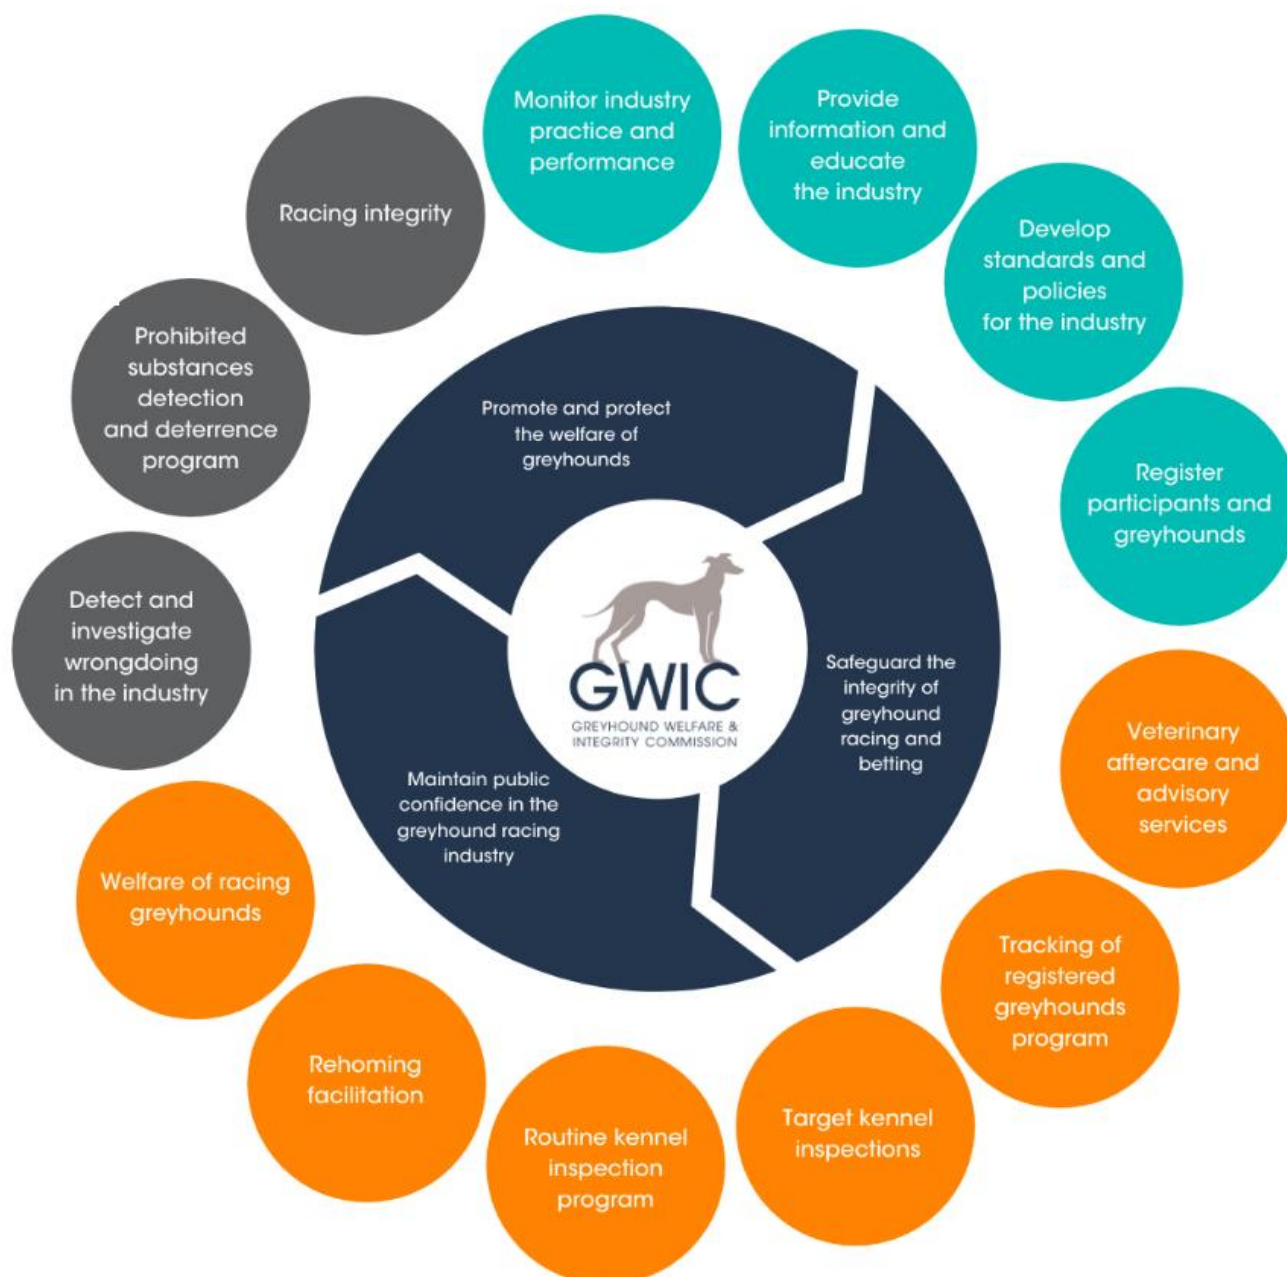 Monitor industry
practice and
performance
Provide
information and
educate
the industry
Develop
standards and
policies
for the industry
Register
participants and
greyhounds
Veterinary
aftercare and
advisory
services
Tracking of
registered
greyhounds
program
Target kennel
inspections
Routine kennel
inspection
program
Rehoming
facilitation
Welfare of racing
greyhounds
Detect and
investigate
wrongdoing
in the industry
Prohibited
substances
detection
and deterrence
program
Racing integrity
Promote and protect
the welfare of
greyhounds
Safeguard the
integrity of
greyhound
racing and
betting
Maintain public
confidence in the
greyhound racing
industry
GWIC
GREYHOUND WELFARE &
INTEGRITY COMMISSION